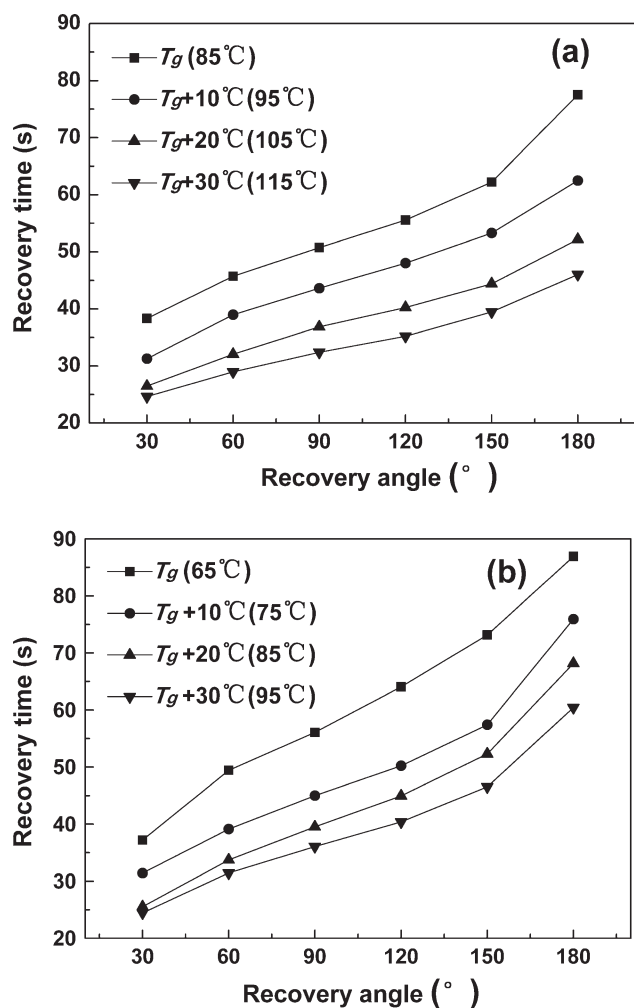 90
80
70
60
50
40
30
20
Recovery time (s)
(a)
Tg (85℃)
Tg+10℃(95℃)
Tg+20℃(105℃)
Tg+30℃(115℃)
30 60 90 120 150 180
Recovery angle (°)
90
80
70
60
50
40
30
20
Recovery time (s)
(b)
Tg (65℃)
Tg +10℃(75℃)
Tg +20℃(85℃)
Tg +30℃(95℃)
30 60 90 120 150 180
Recovery angle (°)